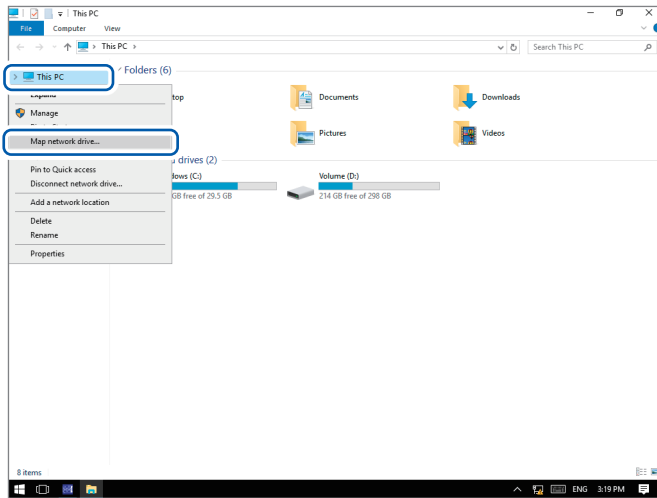 This PC
File Computer View
This PC
Search This PC
This PC
Folders (6)
Manage
Map network drive...
Pin to Quick access
Disconnect network drive...
Add a network location
Delete
Rename
Properties
top
Documents
Downloads
Pictures
Videos
drives (2)
dows (C:)
GB free of 29.5 GB
Volume (D:)
214 GB free of 298 GB
8 items
ENG 3:19 PM